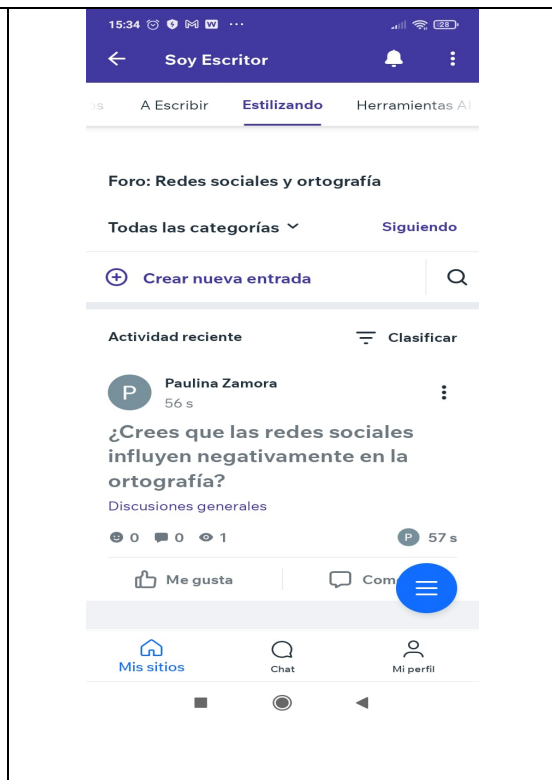 15:34 ... 28
Soy Escritor
os A Escribir Estilizando Herramientas AI
Foro: Redes sociales y ortografía
Todas las categorías Siguiendo
Crear nueva entrada
Actividad reciente Clasificar
P Paulina Zamora
56 s
¿Crees que las redes sociales
influyen negativamente en la
ortografía?
Discusiones generales
0 0 1 P 57 s
Me gusta Com
Mis sitios Chat Mi perfil